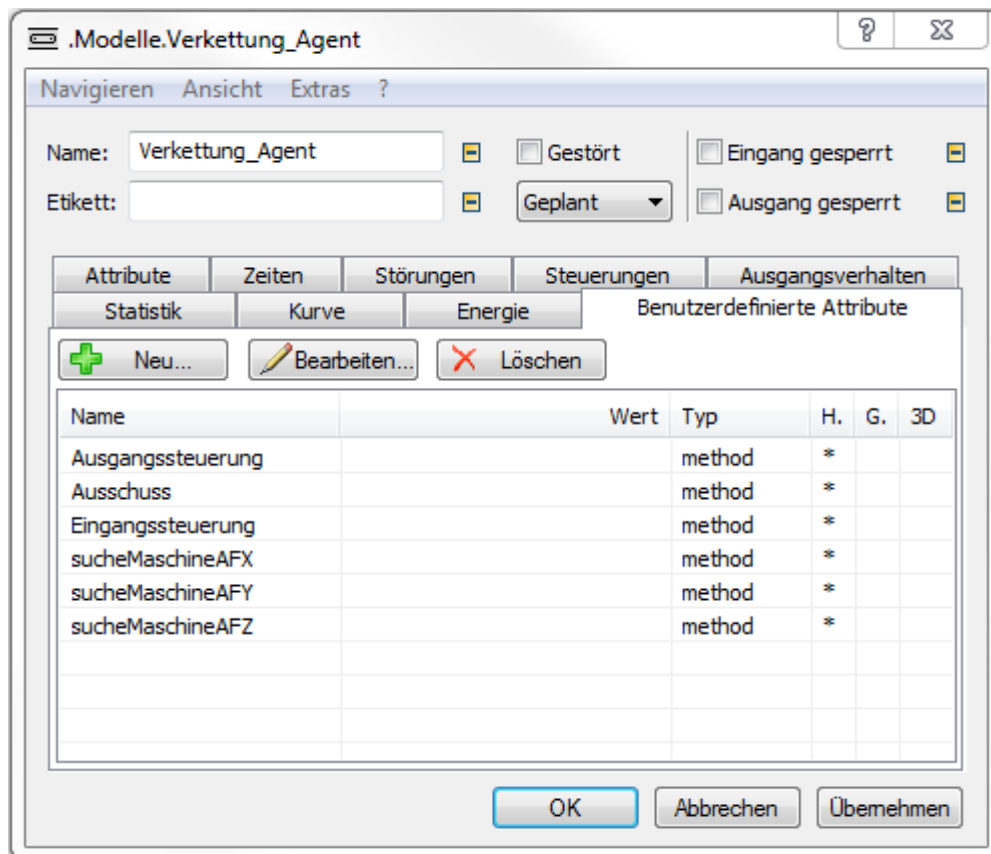 .Modelle.Verkettung_Agent
Navigieren Ansicht Extras ?
Name: Verkettung_Agent Gestört Eingang gesperrt
Etikett: Geplant Ausgang gesperrt
Attribute Zeiten Störungen Steuerungen Ausgangsverhalten
Statistik Kurve Energie Benutzerdefinierte Attribute
Neu... Bearbeiten... Löschen
Name Wert Typ H. G. 3D
Ausgangssteuerung method *
Ausschuss method *
Eingangssteuerung method *
sucheMaschineAFX method *
sucheMaschineAFY method *
sucheMaschineAFZ method *
OK Abbrechen Übernehmen